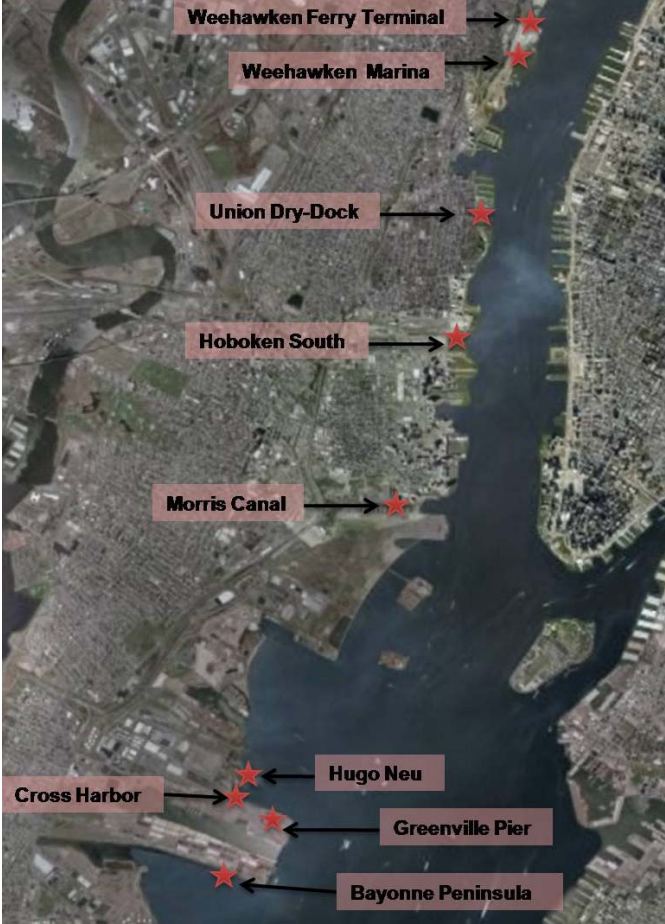 Weehawken Ferry Terminal
Weehawken Marina
Union Dry-Dock
Hoboken South
Morris Canal
Hugo Neu
Cross Harbor
Greenville Pier
Bayonne Peninsula